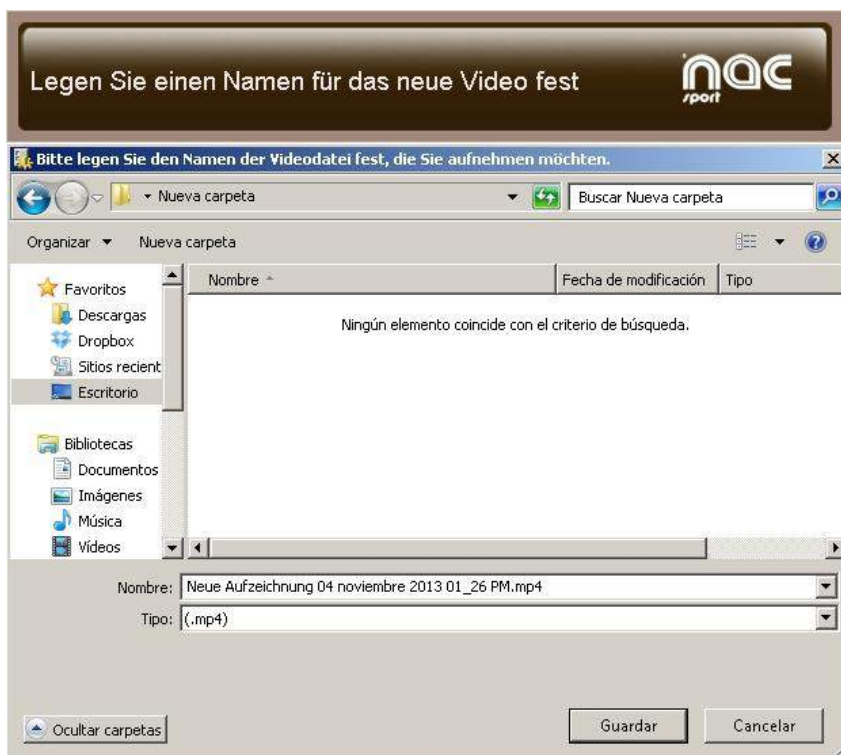 Legen Sie einen Namen für das neue Video fest
nac
sport
Bitte legen Sie den Namen der Videodatei fest, die Sie aufnehmen möchten.
Nueva carpeta
Buscar Nueva carpeta
Organizar
Nueva carpeta
Nombre
Fecha de modificación
Tipo
Favoritos
Descargas
Dropbox
Sitios recient
Escritorio
Bibliotecas
Documentos
Imágenes
Música
Vídeos
Ningún elemento coincide con el criterio de búsqueda.
Nombre: Neue Aufzeichnung 04 noviembre 2013 01_26 PM.mp4
Tipo: (.mp4)
Ocultar carpetas
Guardar
Cancelar